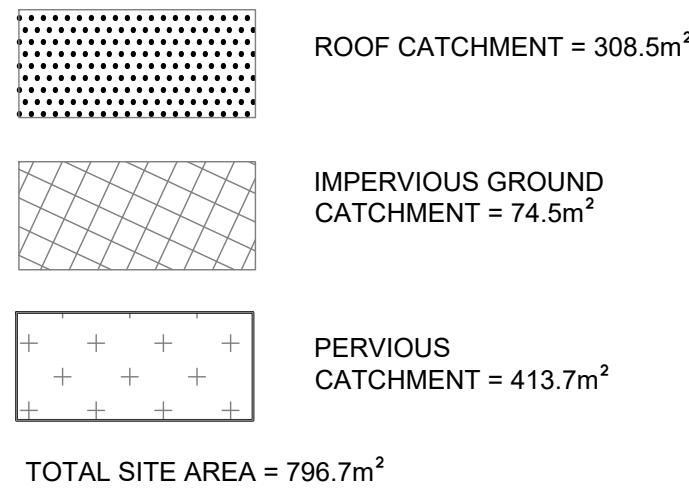 ROOF CATCHMENT = 308.5m²
IMPERVIOUS GROUND
CATCHMENT = 74.5m²
PERVIOUS
CATCHMENT = 413.7m²
TOTAL SITE AREA = 796.7m²